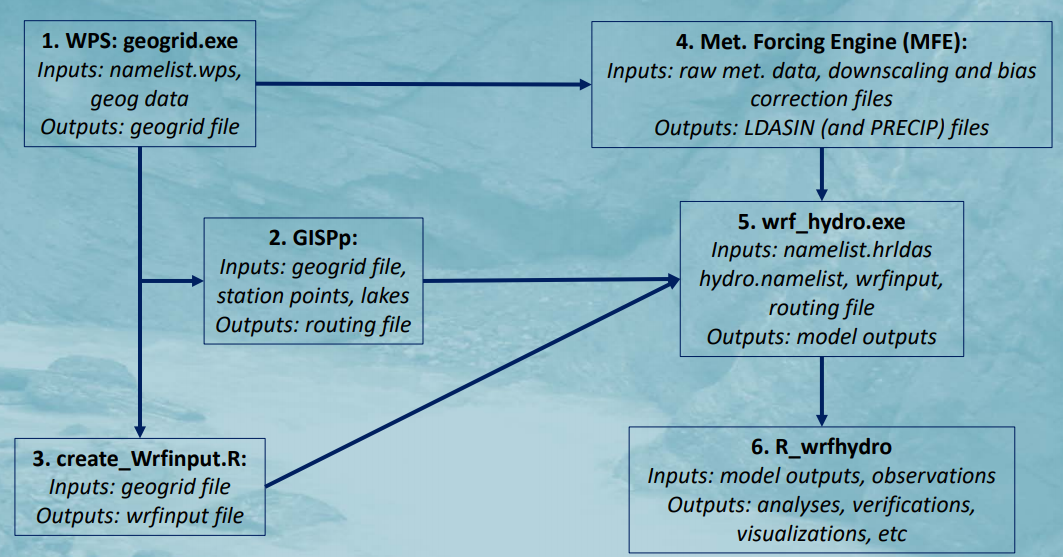 1. WPS: geogrid.exe
Inputs: namelist.wps,
geog data
Outputs: geogrid file
2. GISPp:
Inputs: geogrid file,
station points, lakes
Outputs: routing file
3. create_Wrfinput.R:
Inputs: geogrid file
Outputs: wrfinput file
4. Met. Forcing Engine (MFE):
Inputs: raw met. data, downscaling and bias
correction files
Outputs: LDASIN (and PRECIP) files
5. wrf_hydro.exe
Inputs: namelist.hrldas
hydro.namelist, wrfinput,
routing file
Outputs: model outputs
6. R_wrfhydro
Inputs: model outputs, observations
Outputs: analyses, verifications,
visualizations, etc